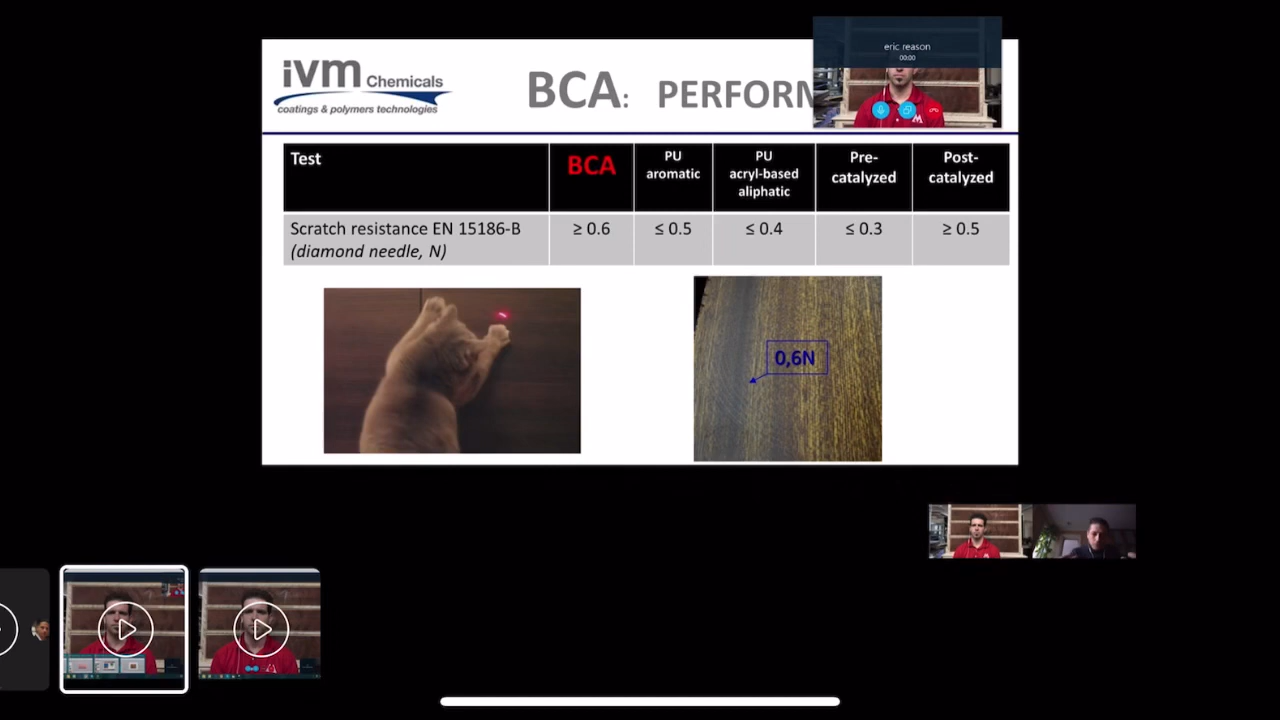 ivm Chemicals
coatings & polymers technologies
BCA: PERFORM
eric reason
00:00
Test
BCA
PU
aromatic
PU
acryl-based
aliphatic
Pre-
catalyzed
Post-
catalyzed
Scratch resistance EN 15186-B
(diamond needle, N)
≥ 0.6
≤ 0.5
≤ 0.4
≤ 0.3
≥ 0.5
0,6N